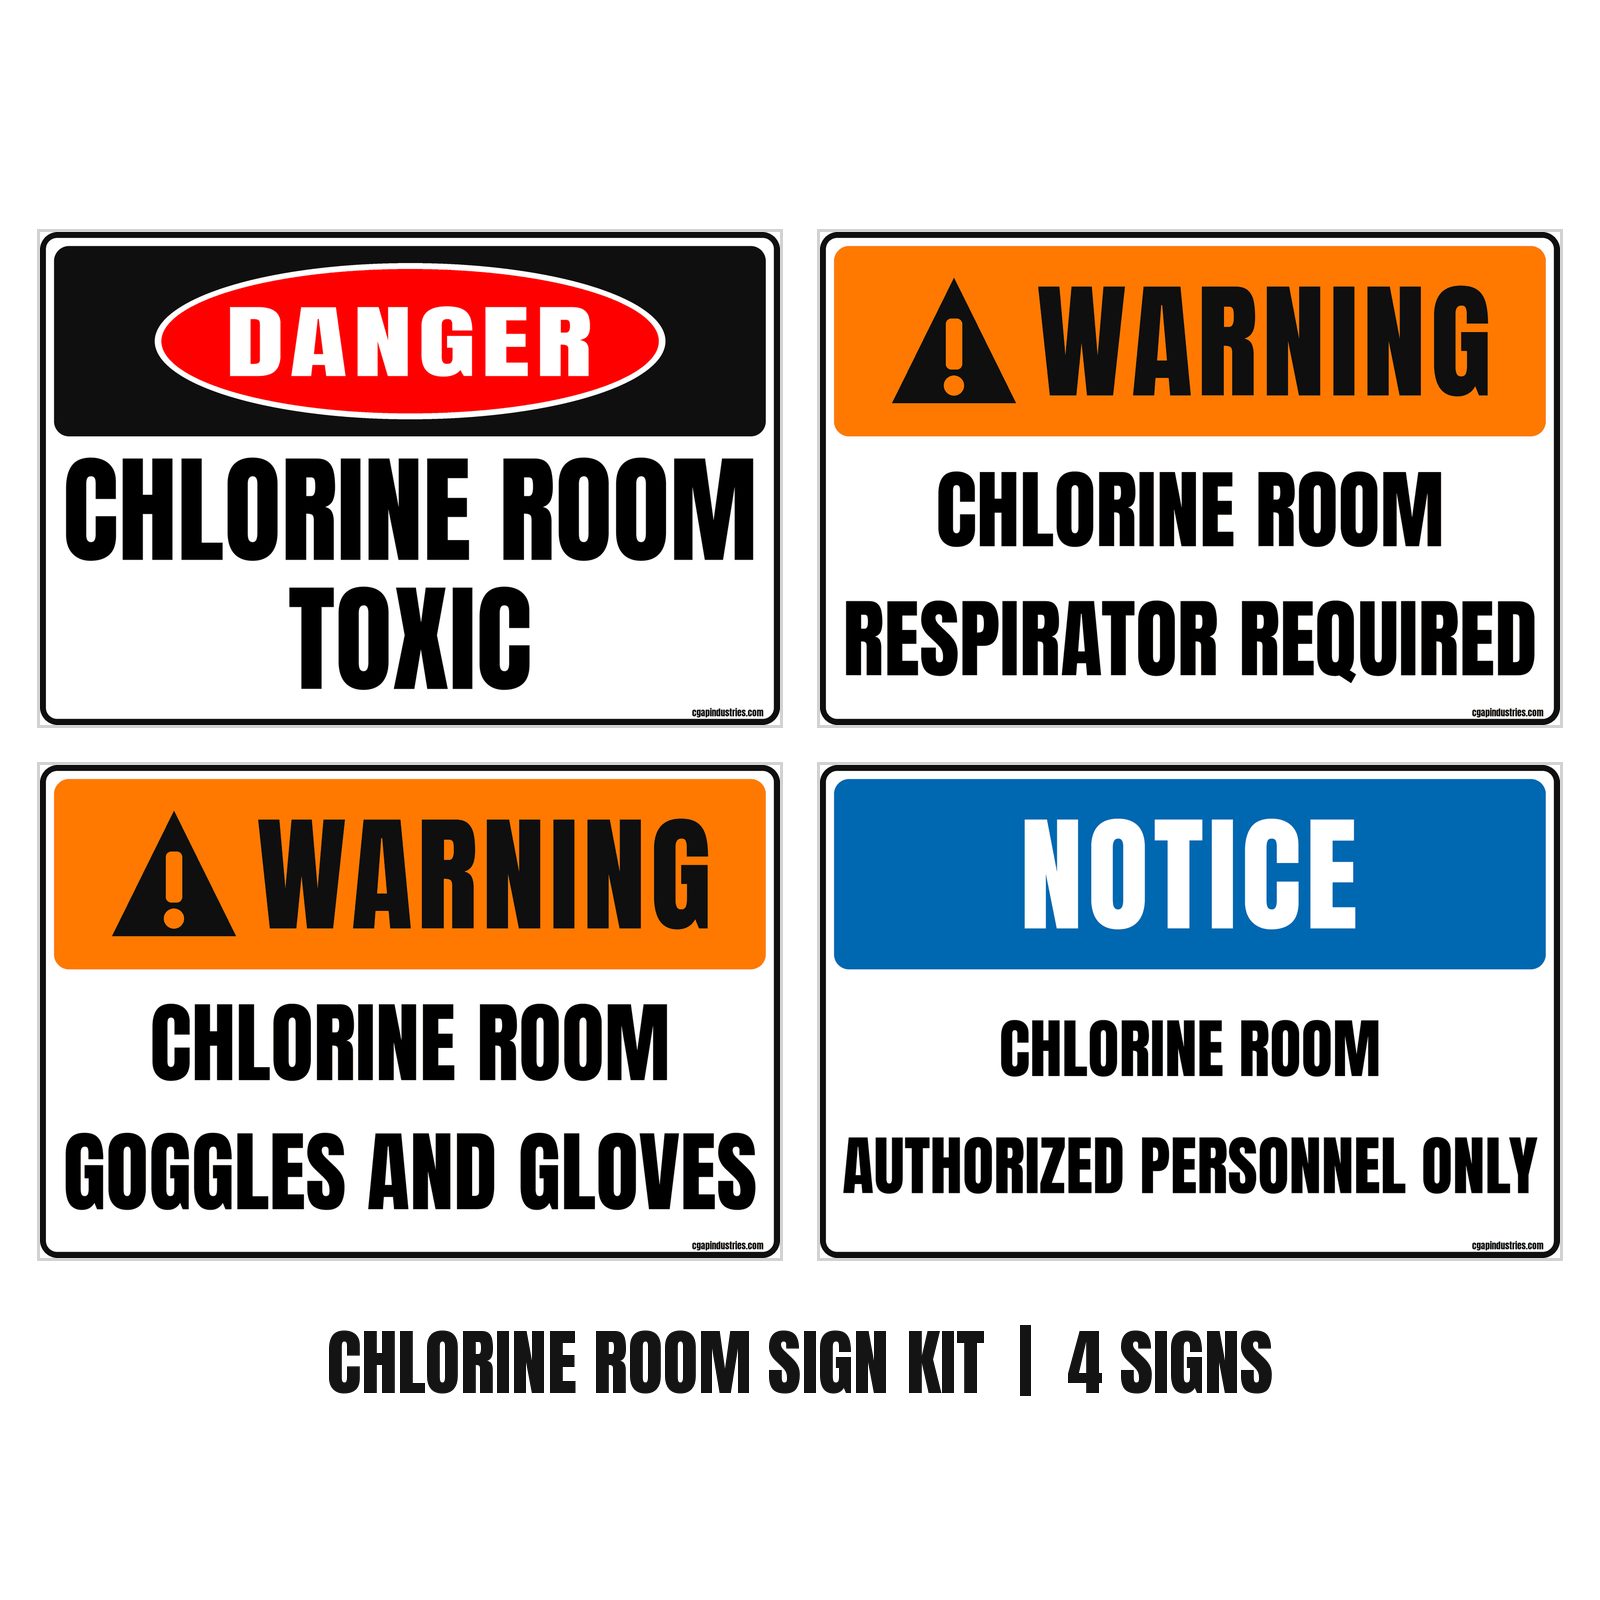 DANGER
CHLORINE ROOM
TOXIC
cgapindustries.com
WARNING
CHLORINE ROOM
RESPIRATOR REQUIRED
cgapindustries.com
WARNING
CHLORINE ROOM
GOGGLES AND GLOVES
cgapindustries.com
NOTICE
CHLORINE ROOM
AUTHORIZED PERSONNEL ONLY
cgapindustries.com
CHLORINE ROOM SIGN KIT | 4 SIGNS